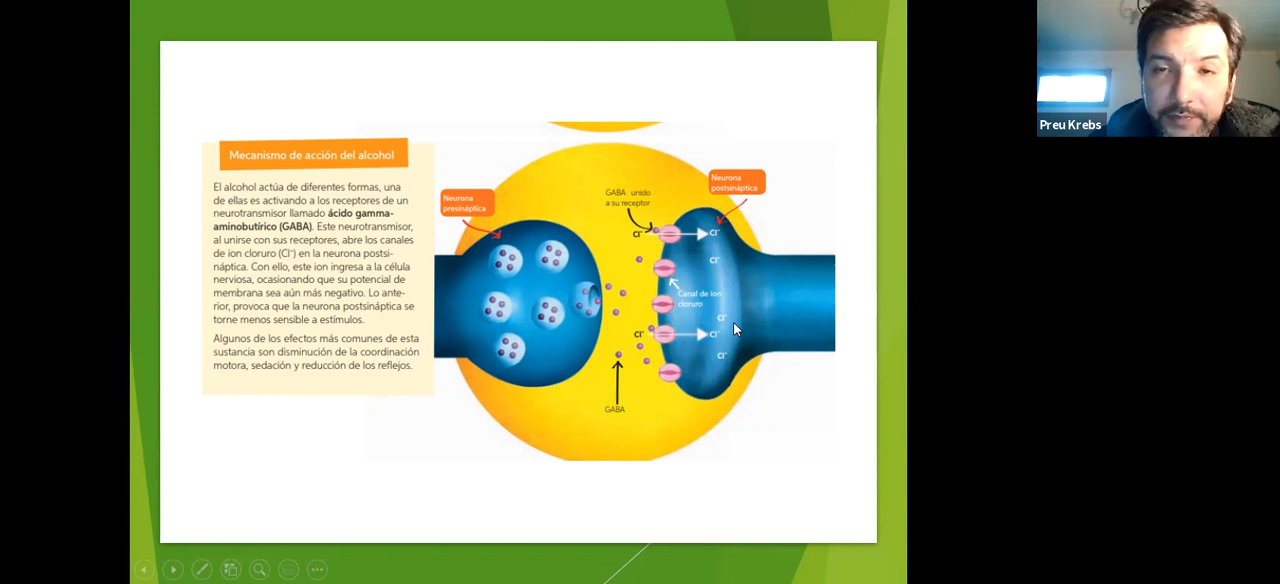 Mecanismo de acción del alcohol
El alcohol actúa de diferentes formas, una
de ellas es activando a los receptores de un
neurotransmisor llamado ácido gamma-
aminobutírico (GABA). Este neurotransmisor,
al unirse con sus receptores, abre los canales
de ion cloruro (Cl⁻) en la neurona postsi-
náptica. Con ello, este ion ingresa a la célula
nerviosa, ocasionando que su potencial de
membrana sea aún más negativo. Lo ante-
rior, provoca que la neurona postsináptica se
torne menos sensible a estímulos.
Algunos de los efectos más comunes de esta
sustancia son disminución de la coordinación
motora, sedación y reducción de los reflejos.
Neurona
presináptica
GABA unido
a su receptor
Neurona
postsináptica
Cl⁻
Cl⁻
Cl⁻
Canal de ion
cloruro
Cl⁻
Cl⁻
Cl⁻
Cl⁻
GABA
Preu Krebs